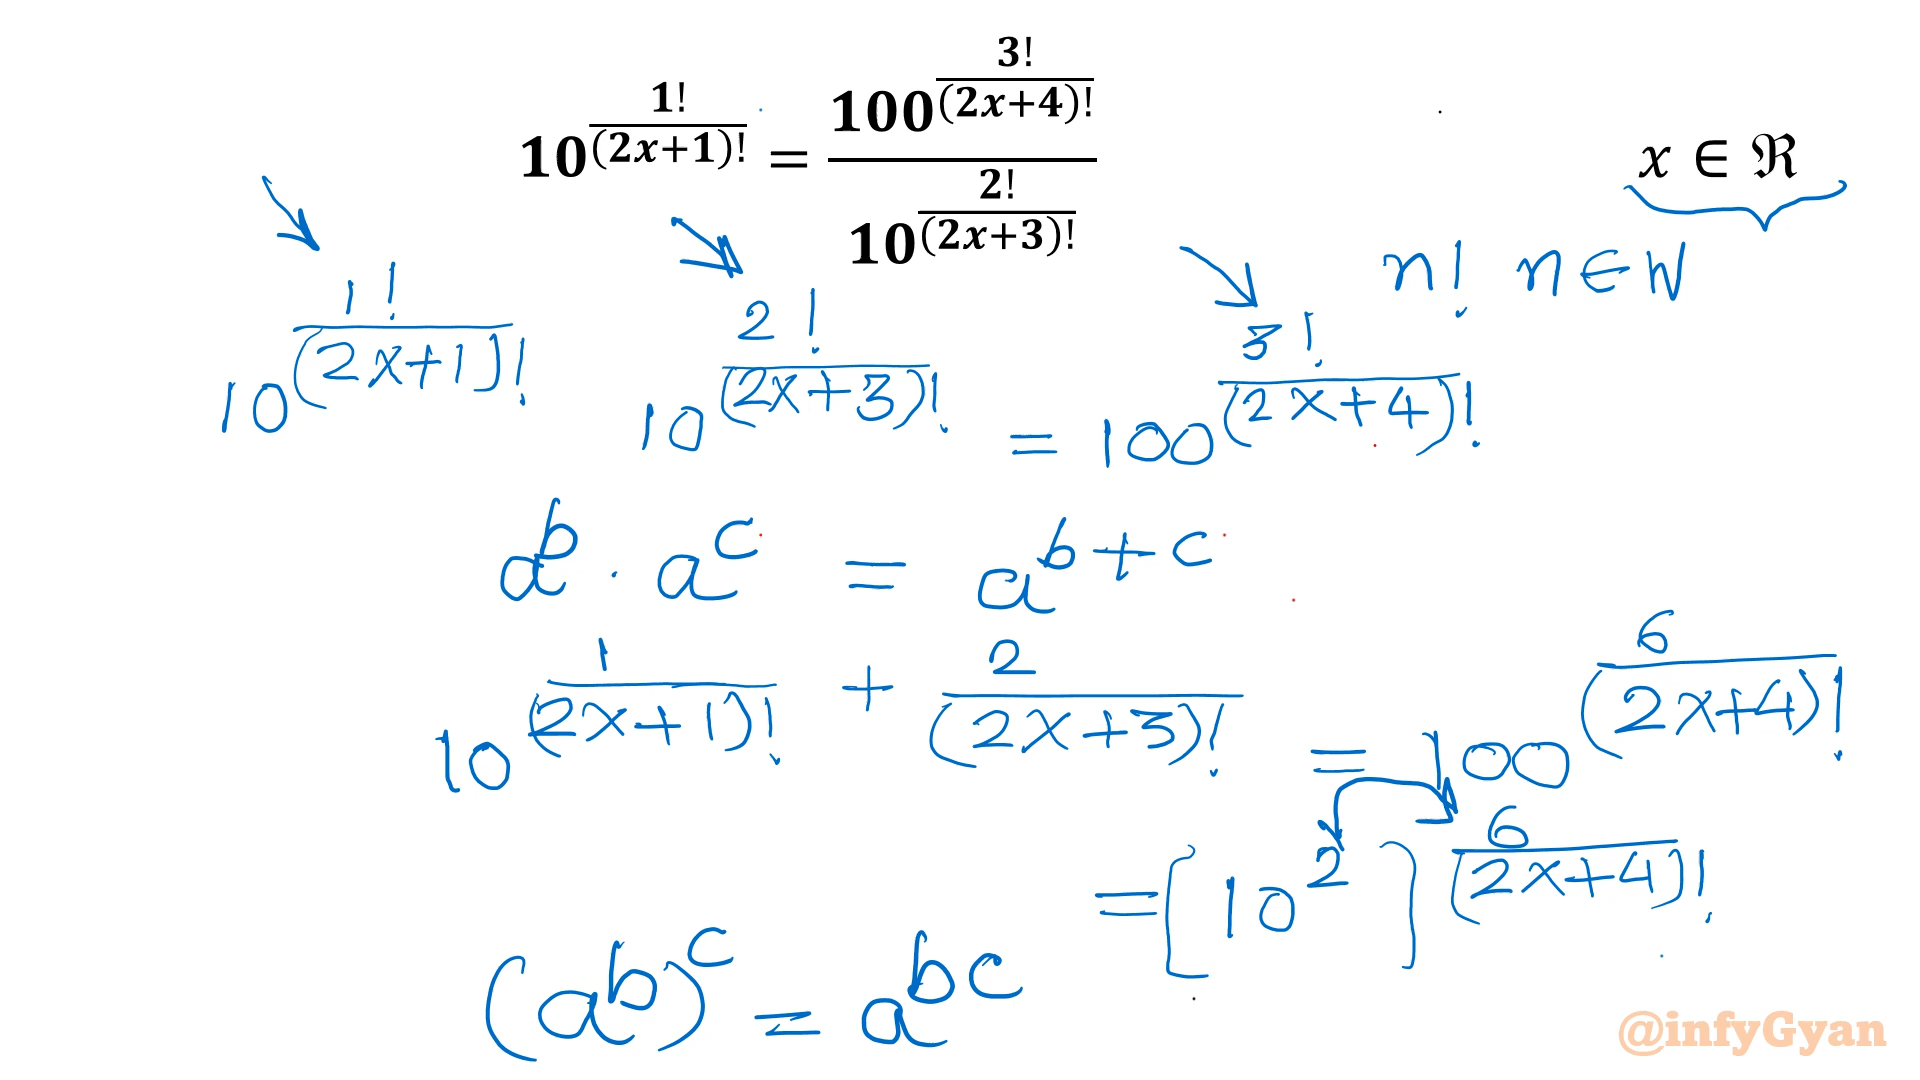 10^(1!/(2x+1)!) = 100^(3!/(2x+4)!) / 10^(2!/(2x+3)!)
x ∈ ℜ
n! n ∈ W
10^(1!/(2x+1)!) 10^(2!/(2x+3)!) = 100^(3!/(2x+4)!)
a^b · a^c = a^(b+c)
10^(1/(2x+1)! + 2/(2x+3)!) = 100^(6/(2x+4)!)
= [10^2]^(6/(2x+4)!)
(a^b)^c = a^(bc)
@infyGyan